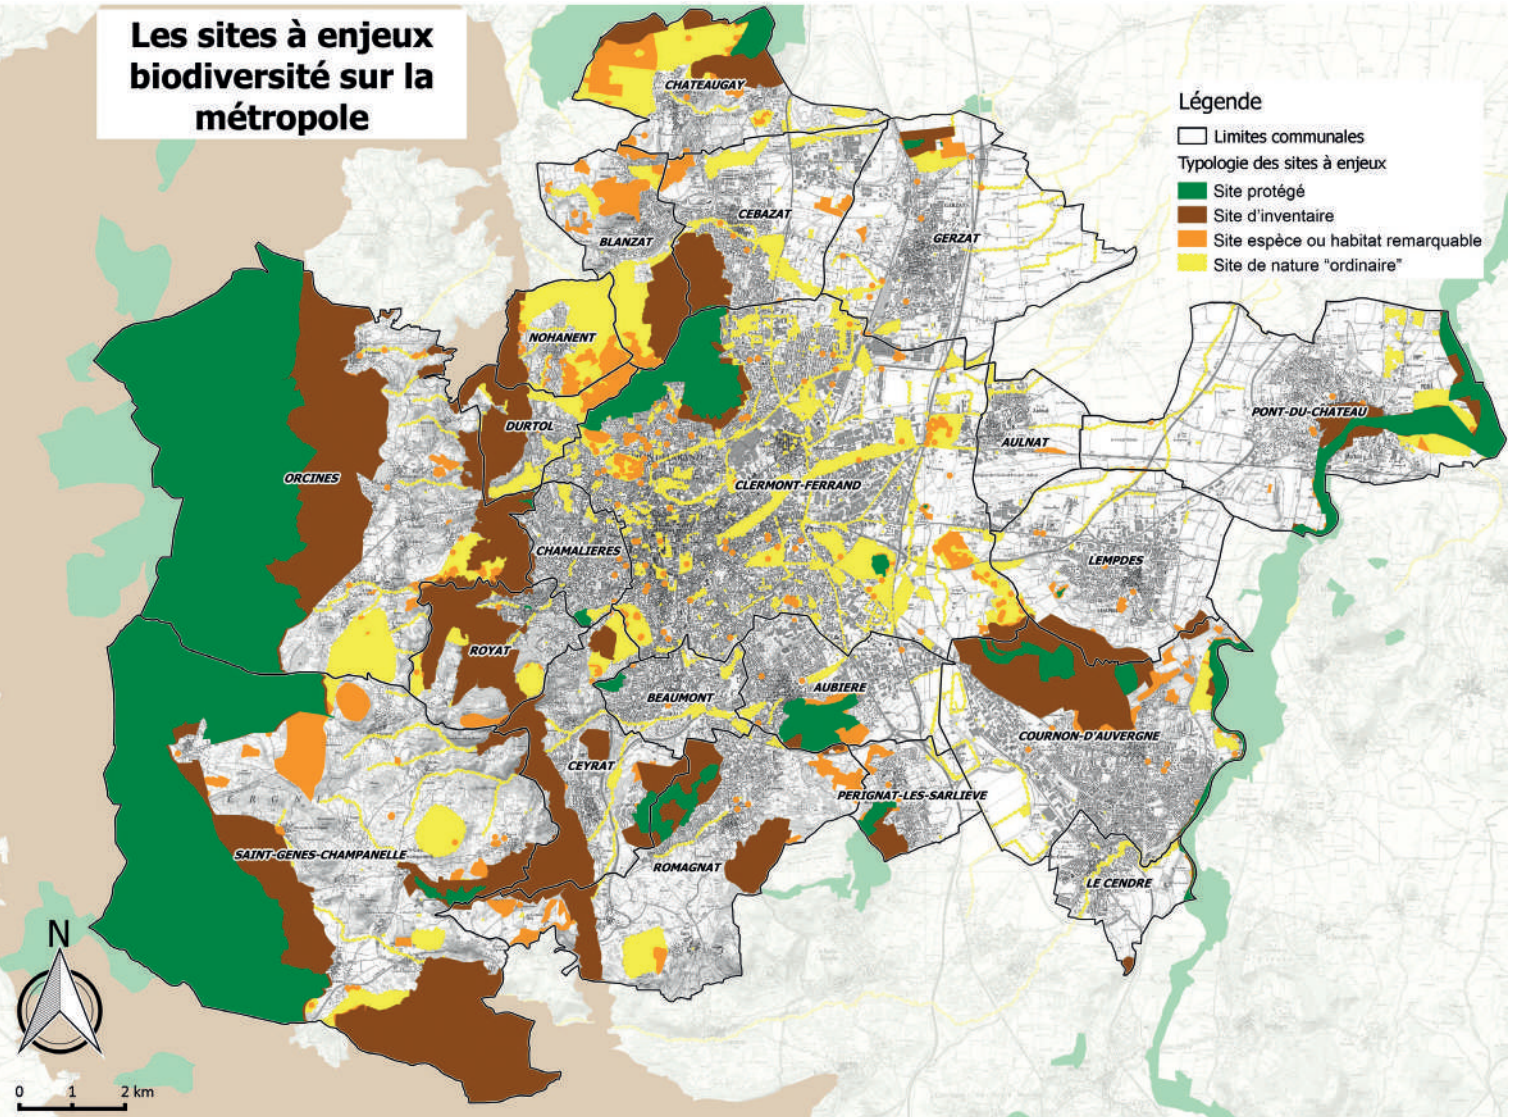 Les sites à enjeux
biodiversité sur la
métropole
Légende
Limites communales
Typologie des sites à enjeux
Site protégé
Site d'inventaire
Site espèce ou habitat remarquable
Site de nature "ordinaire"
CHATEAUGAY
CEBAZAT
BLANZAT
GERZAT
NOHANENT
DURTOL
PONT-DU-CHATEAU
AULNAT
ORCINES
CLERMONT-FERRAND
CHAMALIERES
LEMPDES
ROYAT
AUBIERE
BEAUMONT
COURNON-D'AUVERGNE
CEYRAT
PERIGNAT-LES-SARLIEVE
SAINT-GENES-CHAMPANELLE
ROMAGNAT
LE CENDRE
N
0 1 2 km